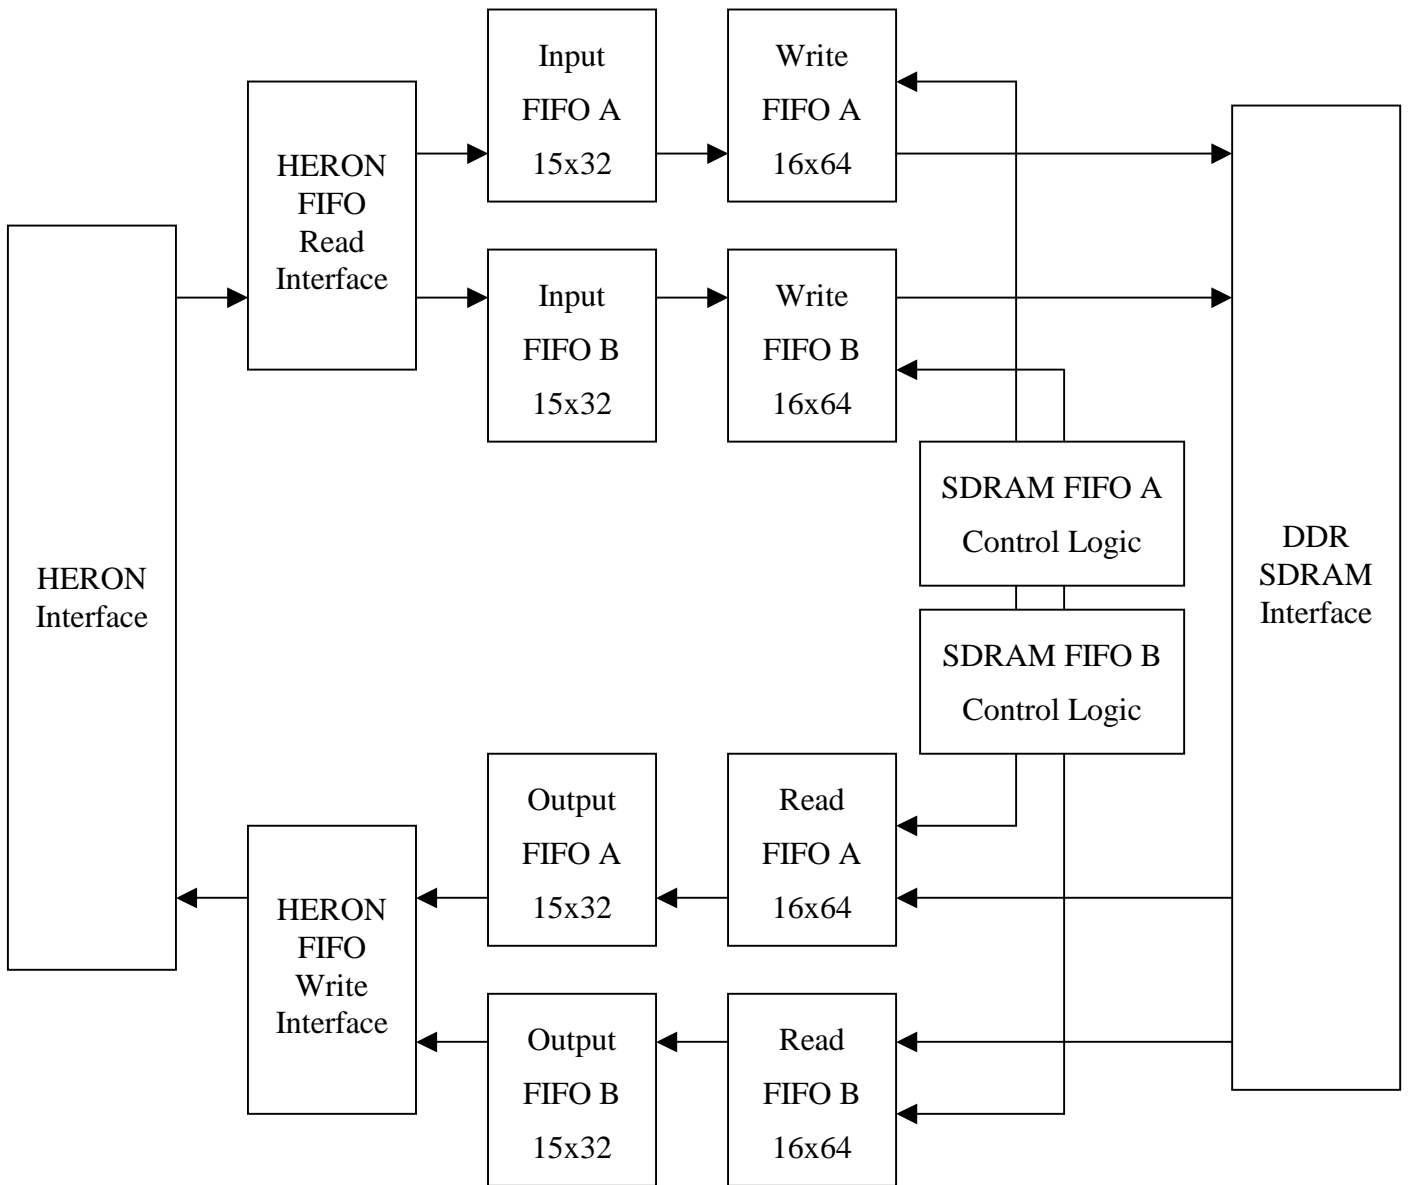 Input
FIFO A
15x32
Write
FIFO A
16x64
HERON
FIFO
Read
Interface
Input
FIFO B
15x32
Write
FIFO B
16x64
SDRAM FIFO A
Control Logic
SDRAM FIFO B
Control Logic
DDR
SDRAM
Interface
HERON
Interface
Output
FIFO A
15x32
Read
FIFO A
16x64
HERON
FIFO
Write
Interface
Output
FIFO B
15x32
Read
FIFO B
16x64